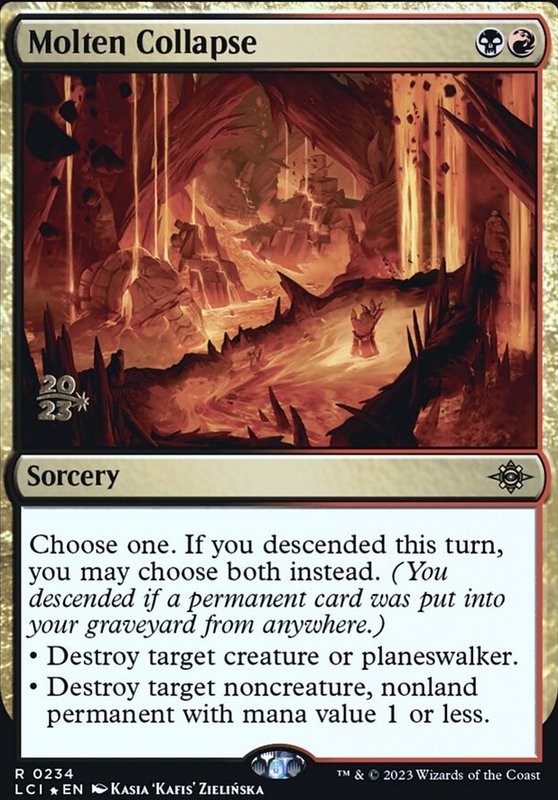 Molten Collapse
20
23
Sorcery
Choose one. If you descended this turn,
you may choose both instead. (You
descended if a permanent card was put into
your graveyard from anywhere.)
• Destroy target creature or planeswalker.
• Destroy target noncreature, nonland
permanent with mana value 1 or less.
R 0234
LCI ★ EN Kasia 'Kafis' Zielińska
™ & © 2023 Wizards of the Coast